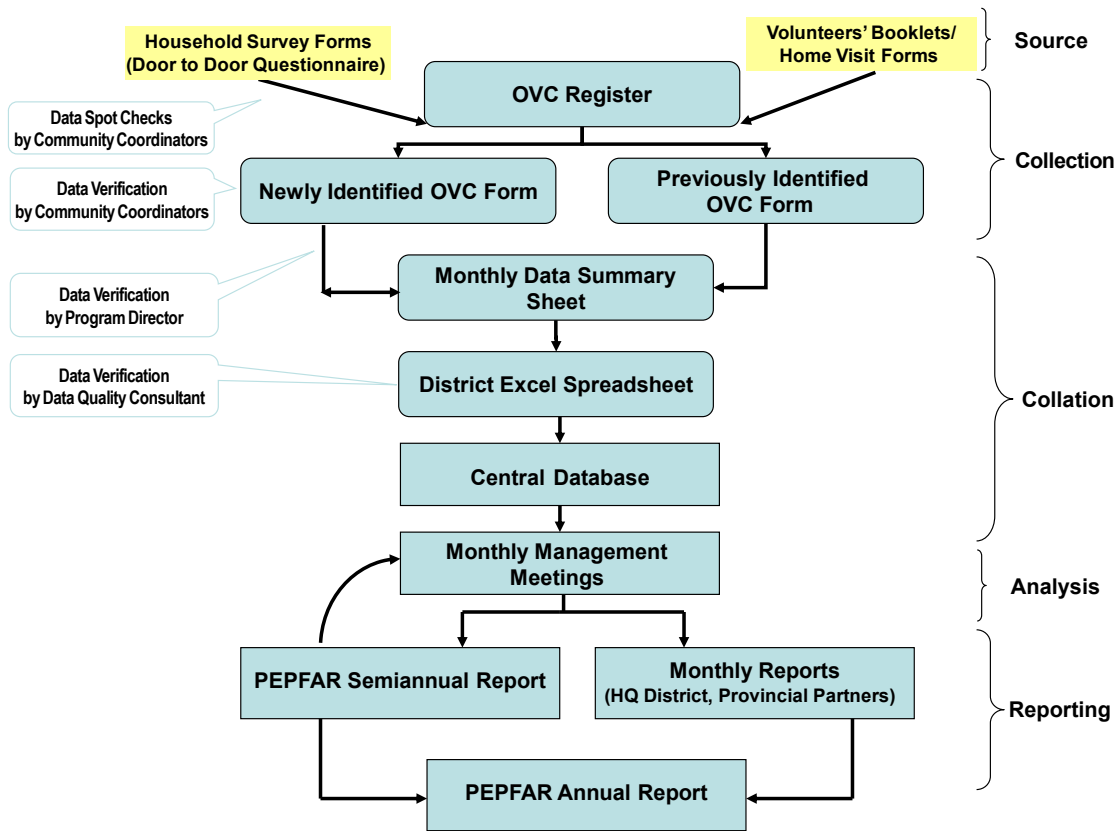 Household Survey Forms
(Door to Door Questionnaire)
Volunteers' Booklets/
Home Visit Forms
Source
OVC Register
Data Spot Checks
by Community Coordinators
Collection
Newly Identified OVC Form
Previously Identified
OVC Form
Data Verification
by Community Coordinators
Monthly Data Summary
Sheet
Data Verification
by Program Director
District Excel Spreadsheet
Data Verification
by Data Quality Consultant
Collation
Central Database
Monthly Management
Meetings
Analysis
PEPFAR Semiannual Report
Monthly Reports
(HQ District, Provincial Partners)
Reporting
PEPFAR Annual Report